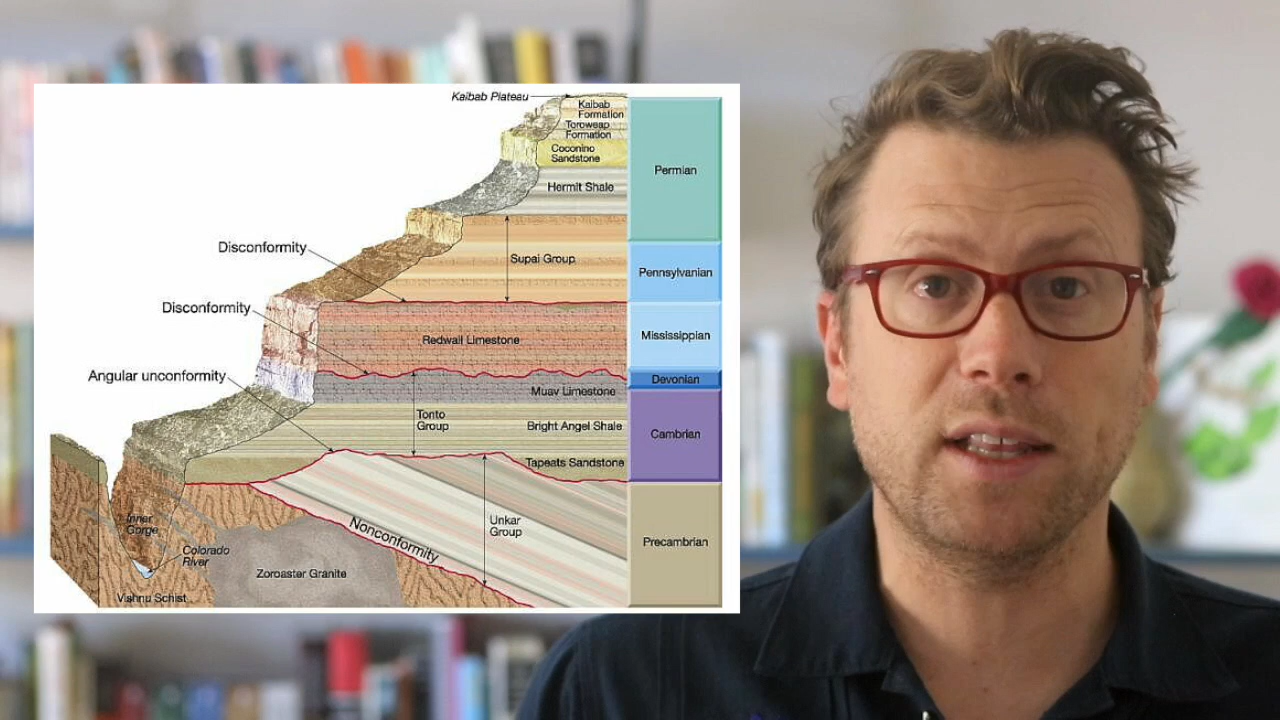 Kaibab Plateau
Kaibab
Formation
Toroweap
Formation
Coconino
Sandstone
Hermit Shale
Permian
Disconformity
Supai Group
Pennsylvanian
Disconformity
Redwall Limestone
Mississippian
Angular unconformity
Devonian
Muav Limestone
Tonto
Group
Bright Angel Shale
Cambrian
Tapeats Sandstone
Inner
Gorge
Nonconformity
Unkar
Group
Colorado
River
Precambrian
Zoroaster Granite
Vishnu Schist